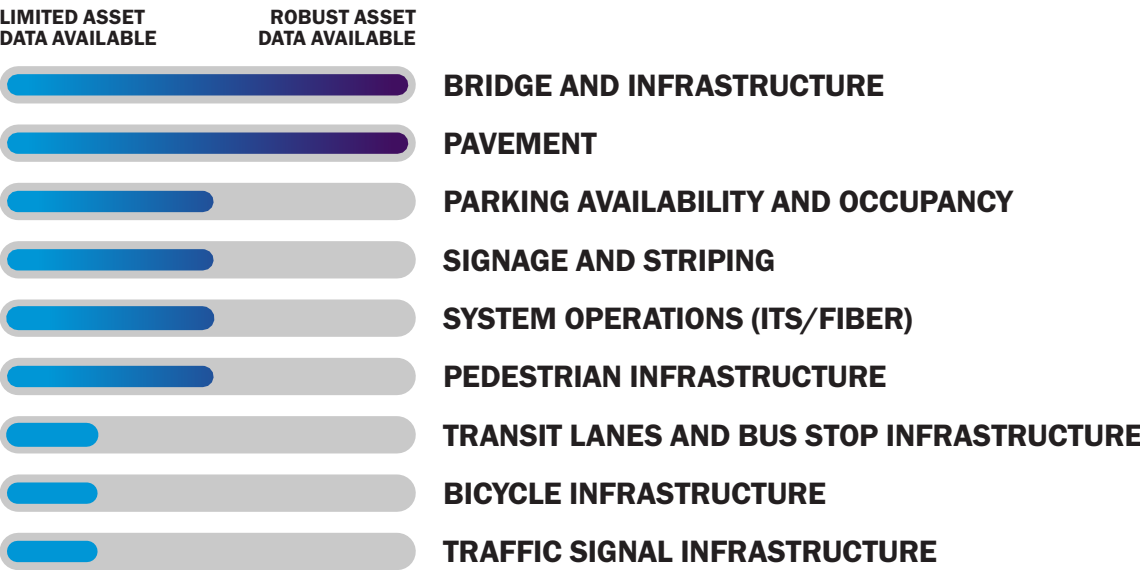 LIMITED ASSET
DATA AVAILABLE
ROBUST ASSET
DATA AVAILABLE
BRIDGE AND INFRASTRUCTURE
PAVEMENT
PARKING AVAILABILITY AND OCCUPANCY
SIGNAGE AND STRIPING
SYSTEM OPERATIONS (ITS/FIBER)
PEDESTRIAN INFRASTRUCTURE
TRANSIT LANES AND BUS STOP INFRASTRUCTURE
BICYCLE INFRASTRUCTURE
TRAFFIC SIGNAL INFRASTRUCTURE